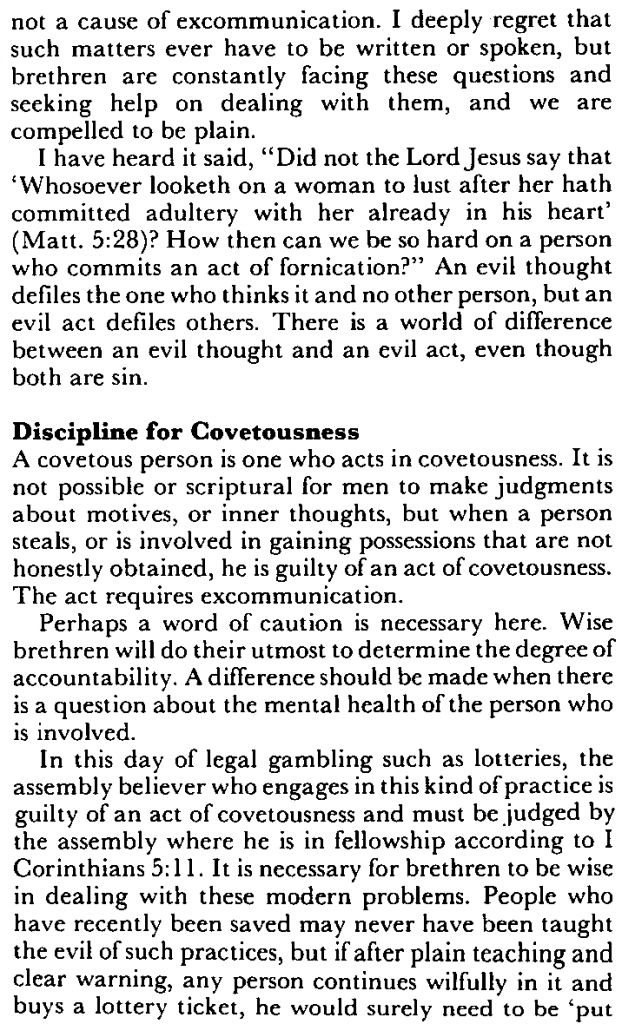 not a cause of excommunication. I deeply regret that
such matters ever have to be written or spoken, but
brethren are constantly facing these questions and
seeking help on dealing with them, and we are
compelled to be plain.
I have heard it said, “Did not the Lord Jesus say that
‘Whosoever looketh on a woman to lust after her hath
committed adultery with her already in his heart’
(Matt. 5:28)? How then can we be so hard on a person
who commits an act of fornication?” An evil thought
defiles the one who thinks it and no other person, but an
evil act defiles others. There is a world of difference
between an evil thought and an evil act, even though
both are sin.
Discipline for Covetousness
A covetous person is one who acts in covetousness. It is
not possible or scriptural for men to make judgments
about motives, or inner thoughts, but when a person
steals, or is involved in gaining possessions that are not
honestly obtained, he is guilty of an act of covetousness.
The act requires excommunication.
Perhaps a word of caution is necessary here. Wise
brethren will do their utmost to determine the degree of
accountability. A difference should be made when there
is a question about the mental health of the person who
is involved.
In this day of legal gambling such as lotteries, the
assembly believer who engages in this kind of practice is
guilty of an act of covetousness and must be judged by
the assembly where he is in fellowship according to I
Corinthians 5:11. It is necessary for brethren to be wise
in dealing with these modern problems. People who
have recently been saved may never have been taught
the evil of such practices, but if after plain teaching and
clear warning, any person continues wilfully in it and
buys a lottery ticket, he would surely need to be ‘put